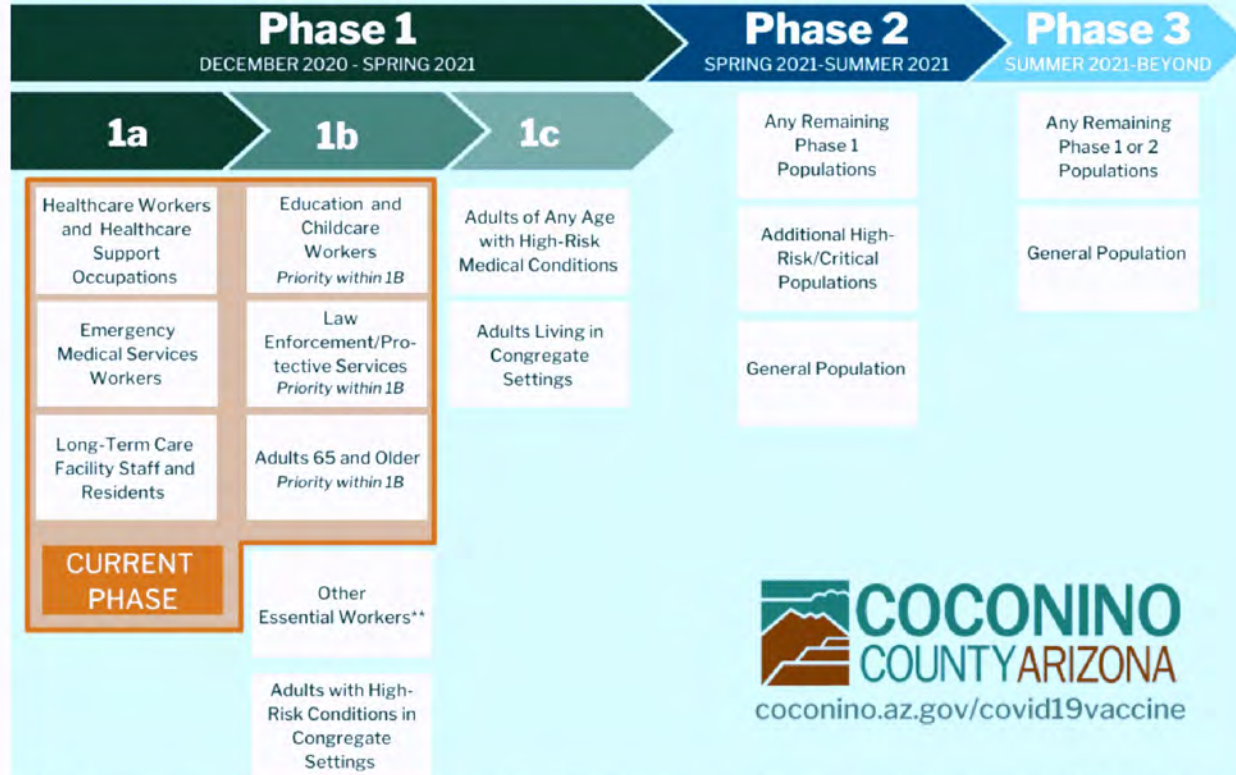 Phase 1
DECEMBER 2020 - SPRING 2021
Phase 2
SPRING 2021-SUMMER 2021
Phase 3
SUMMER 2021-BEYOND
1a
1b
1c
Healthcare Workers
and Healthcare
Support
Occupations
Emergency
Medical Services
Workers
Long-Term Care
Facility Staff and
Residents
CURRENT
PHASE
Education and
Childcare
Workers
Priority within 1B
Law
Enforcement/Pro-
tective Services
Priority within 1B
Adults 65 and Older
Priority within 1B
Other
Essential Workers**
Adults with High-
Risk Conditions in
Congregate
Settings
Adults of Any Age
with High-Risk
Medical Conditions
Adults Living in
Congregate
Settings
Any Remaining
Phase 1
Populations
Additional High-
Risk/Critical
Populations
General Population
Any Remaining
Phase 1 or 2
Populations
General Population
COCONINO
COUNTY ARIZONA
coconino.az.gov/covid19vaccine